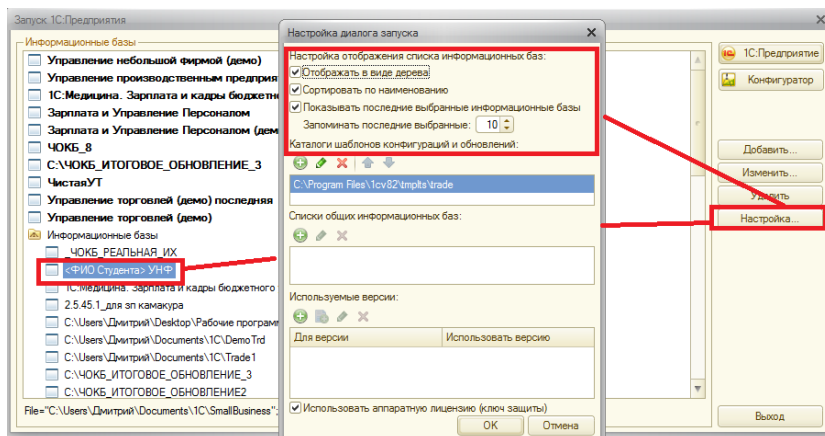 Запуск 1С:Предприятия
Информационные базы
Управление небольшой фирмой (демо)
Управление производственным предприя
1С:Медицина. Зарплата и кадры бюджетн
Зарплата и Управление Персоналом
Зарплата и Управление Персоналом (дем
ЧОКБ_8
С:\ЧОКБ_ИТОГОВОЕ_ОБНОВЛЕНИЕ_3
ЧистаяУТ
Управление торговлей (демо) последняя
Управление торговлей (демо)
Информационные базы
_ЧОКБ_РЕАЛЬНАЯ_ИХ
<ФИО Студента> УНФ
1С:Медицина. Зарплата и кадры бюджетного
2.5.45.1_для зп камакура
C:\Users\Дмитрий\Desktop\Рабочие програм
C:\Users\Дмитрий\Documents\1C\DemoTrd
C:\Users\Дмитрий\Documents\1C\Trade1
C:\ЧОКБ_ИТОГОВОЕ_ОБНОВЛЕНИЕ_3
C:\ЧОКБ_ИТОГОВОЕ_ОБНОВЛЕНИЕ2
File="C:\Users\Дмитрий\Documents\1C\SmallBusiness";
Настройка диалога запуска
Настройка отображения списка информационных баз:
Отображать в виде дерева
Сортировать по наименованию
Показывать последние выбранные информационные базы
Запоминать последние выбранные: 10
Каталоги шаблонов конфигураций и обновлений:
C:\Program Files\1cv82\tmplts\trade
Списки общих информационных баз:
Используемые версии:
Для версии Использовать версию
Использовать аппаратную лицензию (ключ защиты)
OK Отмена
1С:Предприятие
Конфигуратор
Добавить...
Изменить...
Удалить
Настройка...
Выход